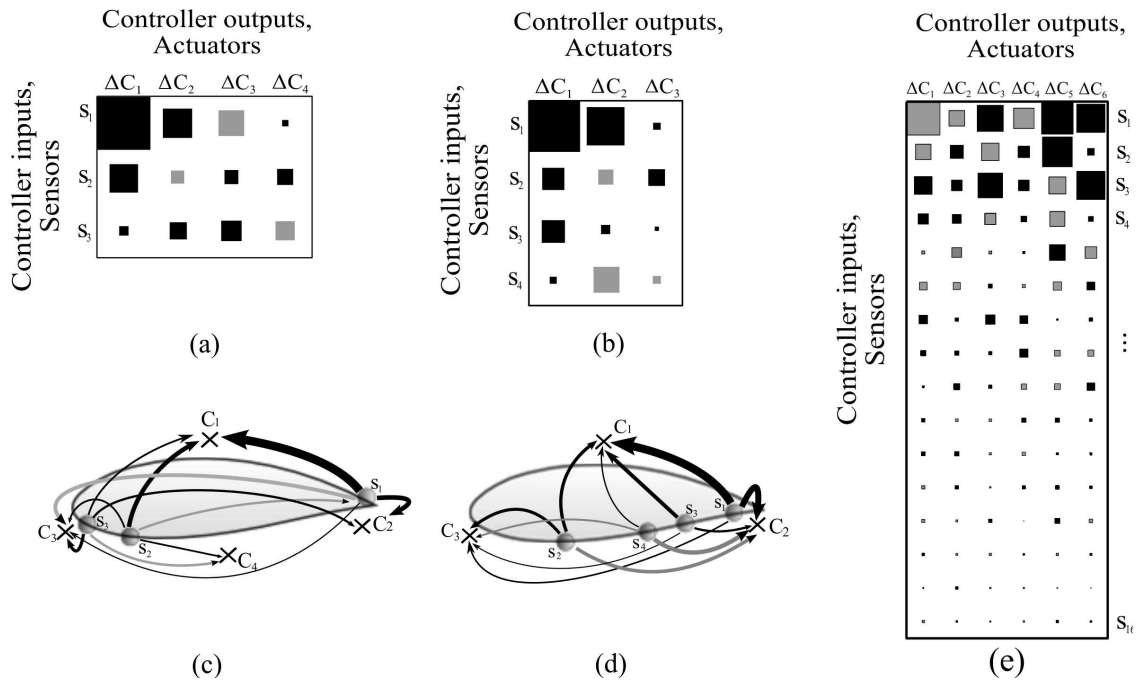 Controller outputs,
Actuators
ΔC1 ΔC2 ΔC3 ΔC4
Controller inputs,
Sensors
S1
S2
S3
(a)
Controller outputs,
Actuators
ΔC1 ΔC2 ΔC3
Controller inputs,
Sensors
S1
S2
S3
S4
(b)
Controller outputs,
Actuators
ΔC1 ΔC2 ΔC3 ΔC4 ΔC5 ΔC6
Controller inputs,
Sensors
S1
S2
S3
S4
...
S16
(e)
C1
S1
C3
S3
S2
C4
C2
(c)
C1
S1
S3
S4
S2
C3
C2
(d)